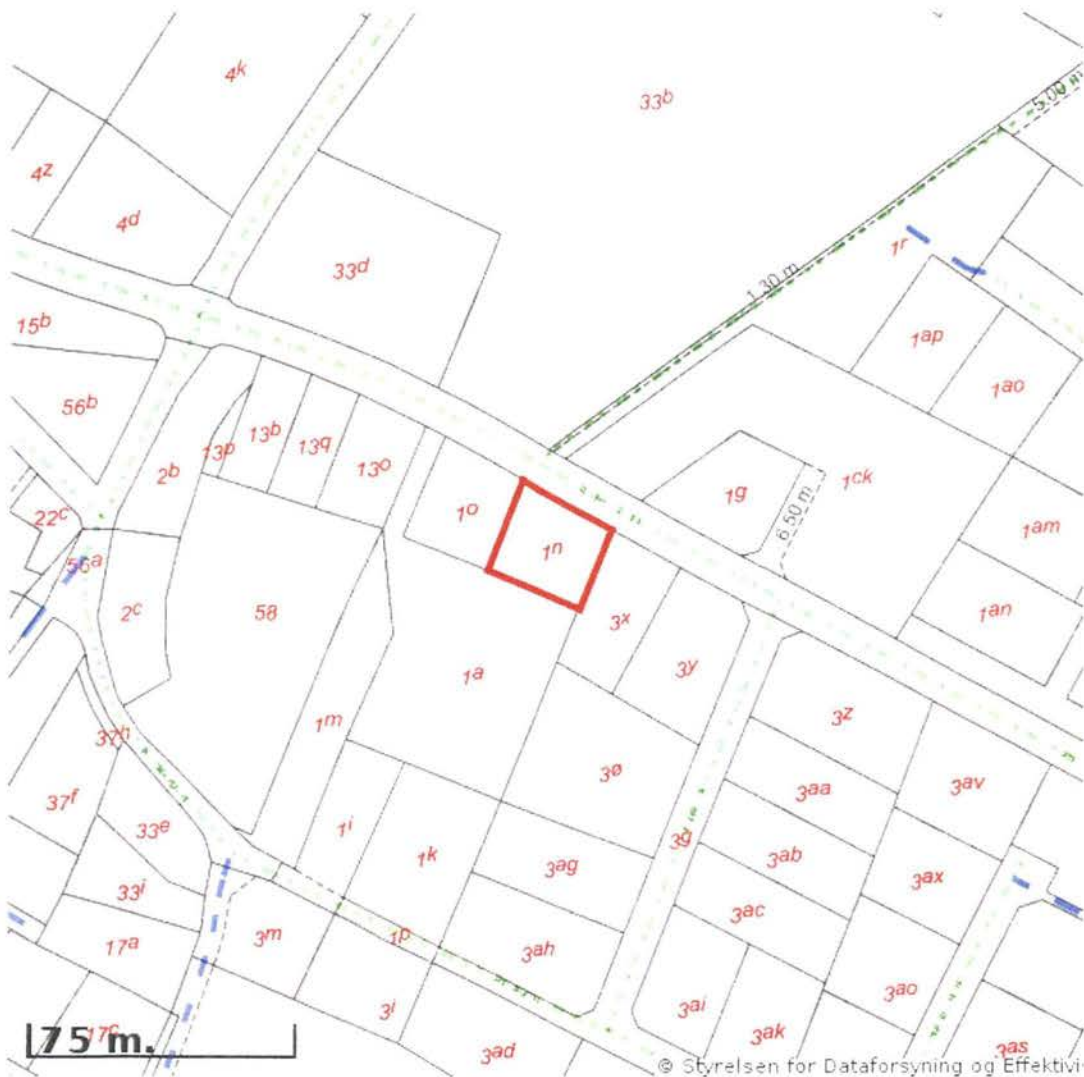 4k
33b
5.00
4z
4d
33d
1.30 m
1r
15b
1ap
1ao
56b
13p
13b
13q
13o
2b
1o
1g
6.50 m
1ck
22c
1n
1am
56a
2c
58
3x
1an
1a
3y
1m
3z
37h
3ø
3av
37f
3aa
33e
1i
3g
1k
3ag
3ab
3ax
33i
3ac
17a
3m
1p
3ah
3ao
3i
3ai
17c
75 m.
3ad
3ak
3as
© Styrelsen for Dataforsyning og Effektivi